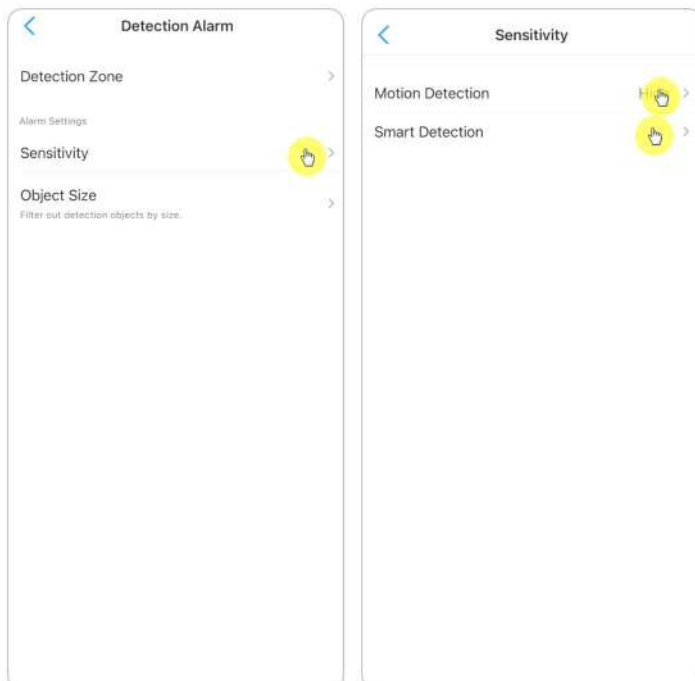 Detection Alarm
Detection Zone
Alarm Settings
Sensitivity
Object Size
Filter out detection objects by size.
Sensitivity
Motion Detection
Smart Detection